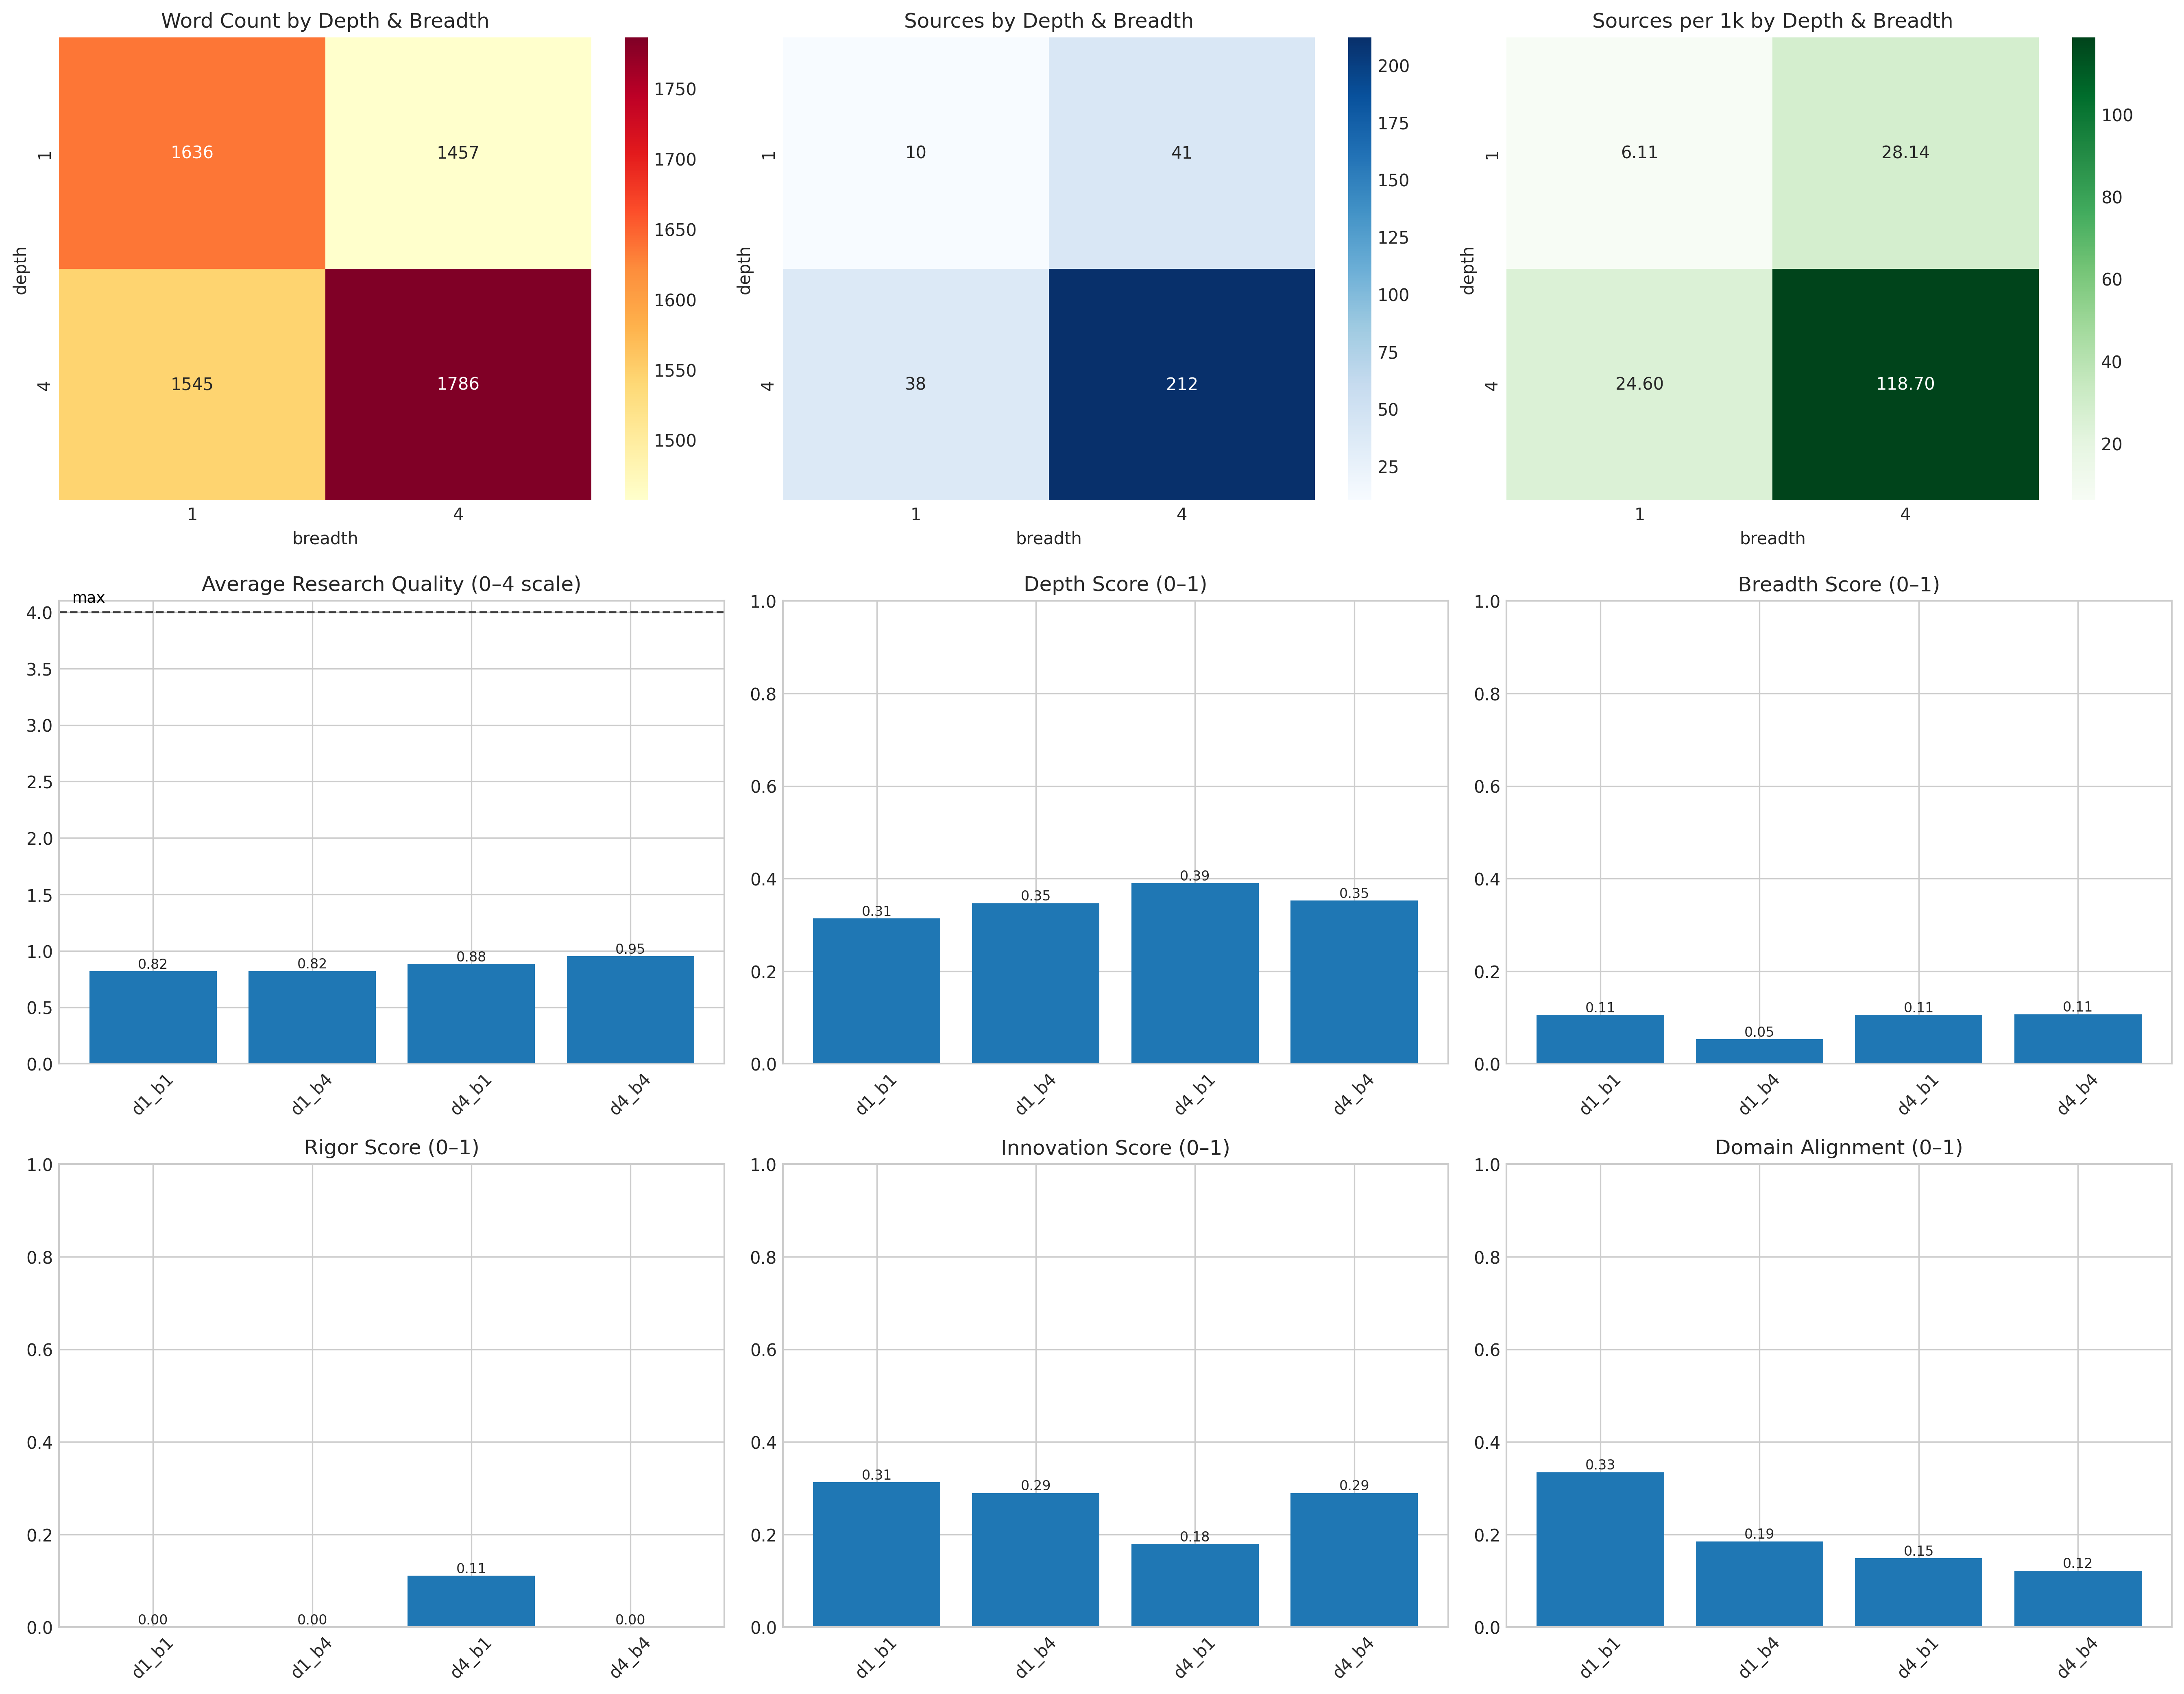 Word Count by Depth & Breadth
1636 1457
1545 1786
1 4
depth
1 4
breadth
1750
1700
1650
1600
1550
1500
Sources by Depth & Breadth
10 41
38 212
1 4
depth
1 4
breadth
200
175
150
125
100
75
50
25
Sources per 1k by Depth & Breadth
6.11 28.14
24.60 118.70
1 4
depth
1 4
breadth
100
80
60
40
20
Average Research Quality (0–4 scale)
max
4.0
3.5
3.0
2.5
2.0
1.5
1.0
0.5
0.0
0.82 0.82 0.88 0.95
d1_b1 d1_b4 d4_b1 d4_b4
Depth Score (0–1)
1.0
0.8
0.6
0.4
0.2
0.0
0.31 0.35 0.39 0.35
d1_b1 d1_b4 d4_b1 d4_b4
Breadth Score (0–1)
1.0
0.8
0.6
0.4
0.2
0.0
0.11 0.05 0.11 0.11
d1_b1 d1_b4 d4_b1 d4_b4
Rigor Score (0–1)
1.0
0.8
0.6
0.4
0.2
0.0
0.00 0.00 0.11 0.00
d1_b1 d1_b4 d4_b1 d4_b4
Innovation Score (0–1)
1.0
0.8
0.6
0.4
0.2
0.0
0.31 0.29 0.18 0.29
d1_b1 d1_b4 d4_b1 d4_b4
Domain Alignment (0–1)
1.0
0.8
0.6
0.4
0.2
0.0
0.33 0.19 0.15 0.12
d1_b1 d1_b4 d4_b1 d4_b4